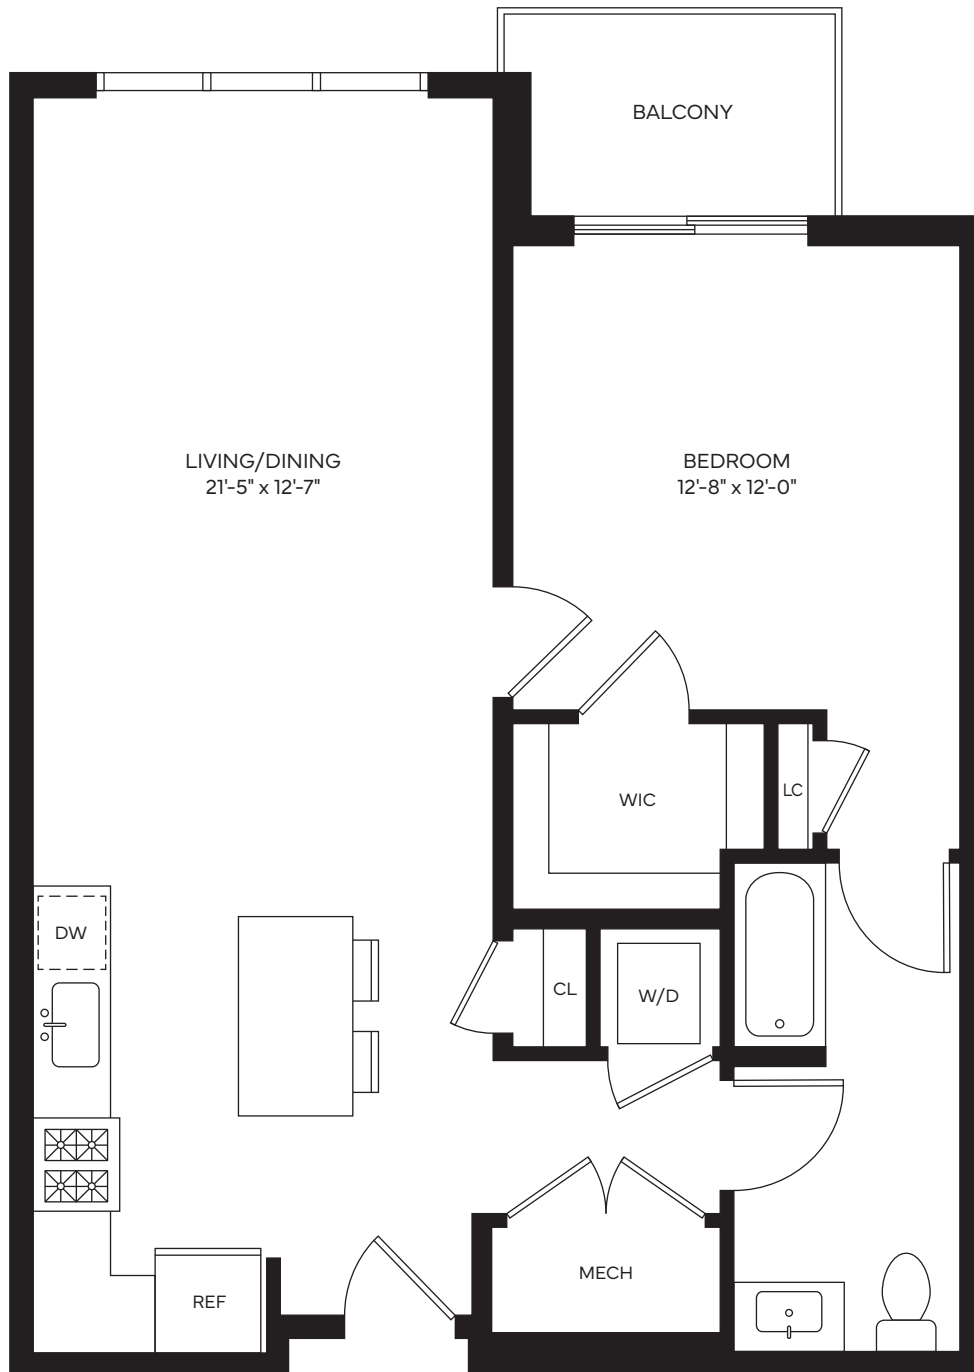 BALCONY
LIVING/DINING
21'-5" x 12'-7"
BEDROOM
12'-8" x 12'-0"
WIC
LC
DW
CL
W/D
MECH
REF